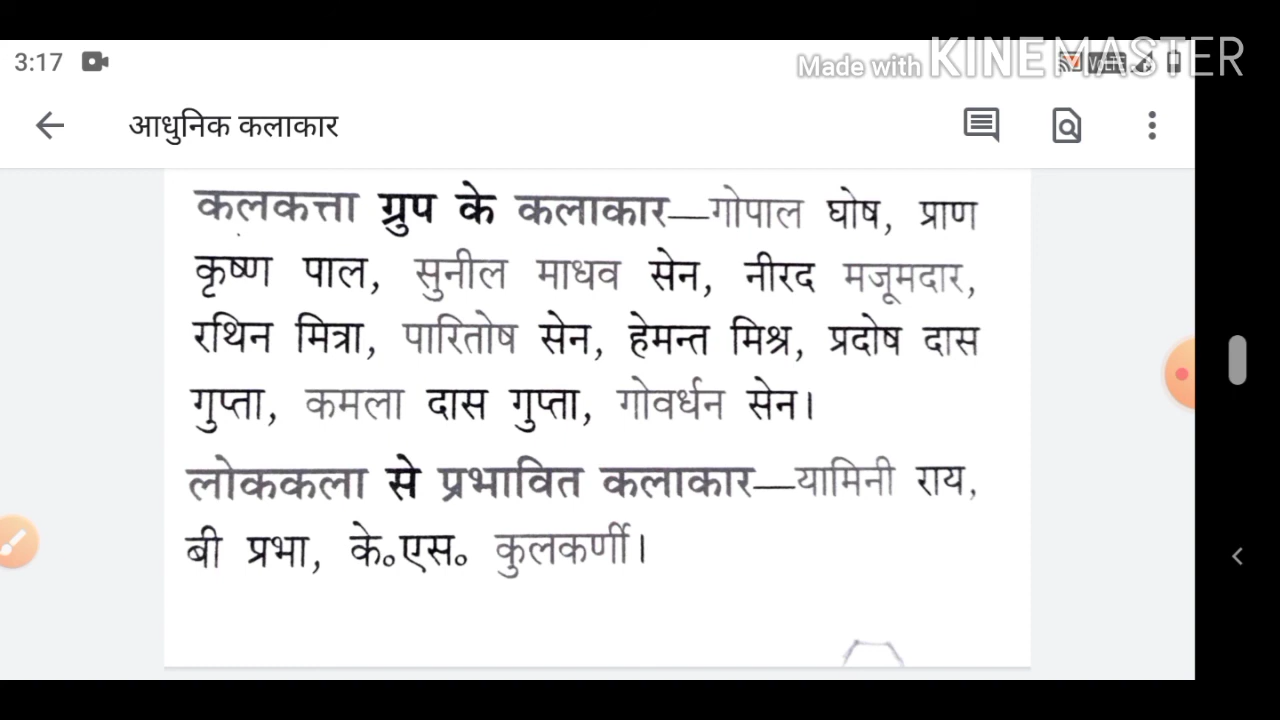 Made with KINEMASTER
3:17
आधुनिक कलाकार
कलकत्ता ग्रुप के कलाकार—गोपाल घोष, प्राण
कृष्ण पाल, सुनील माधव सेन, नीरद मजूमदार,
रथिन मित्रा, पारितोष सेन, हेमन्त मिश्र, प्रदोष दास
गुप्ता, कमला दास गुप्ता, गोवर्धन सेन।
लोककला से प्रभावित कलाकार—यामिनी राय,
बी प्रभा, के॰एस॰ कुलकर्णी।